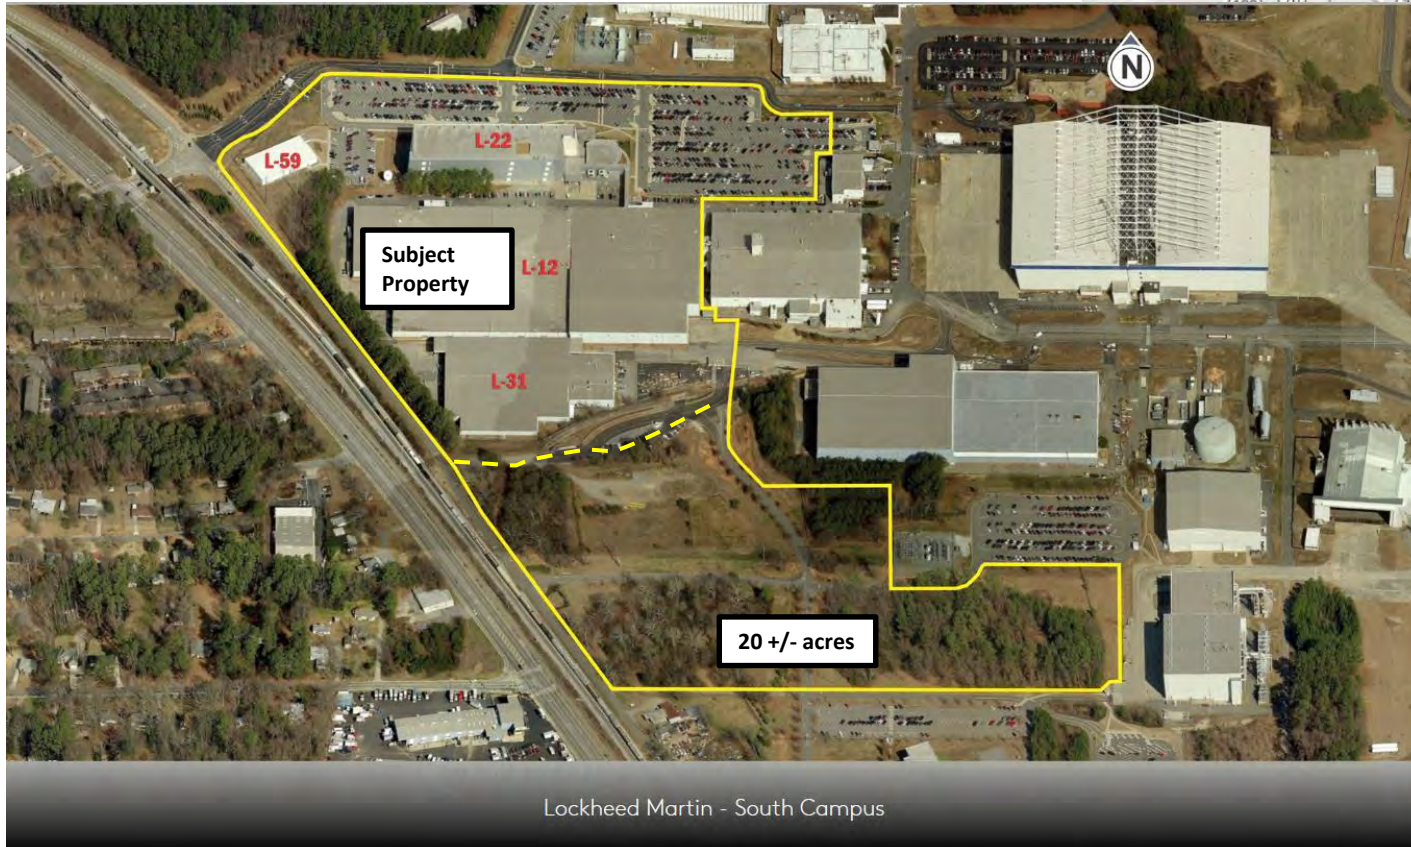 N
L-22
L-59
Subject
Property
L-12
L-31
20 +/- acres
Lockheed Martin - South Campus